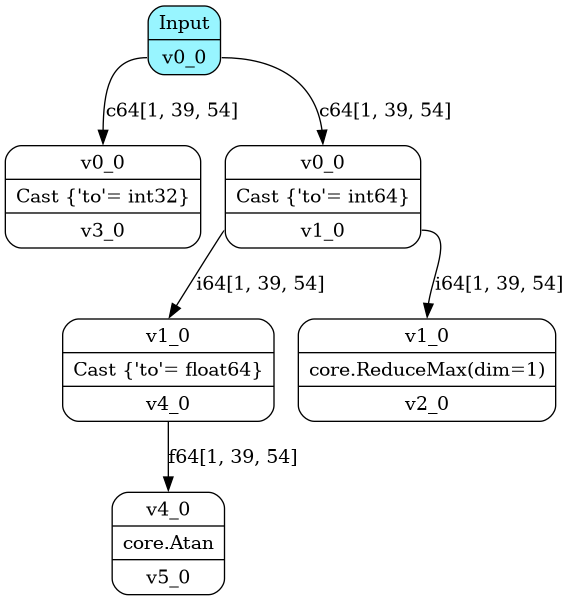 Input
v0_0
c64[1, 39, 54]
c64[1, 39, 54]
v0_0
Cast {'to'= int32}
v3_0
v0_0
Cast {'to'= int64}
v1_0
i64[1, 39, 54]
i64[1, 39, 54]
v1_0
Cast {'to'= float64}
v4_0
v1_0
core.ReduceMax(dim=1)
v2_0
f64[1, 39, 54]
v4_0
core.Atan
v5_0